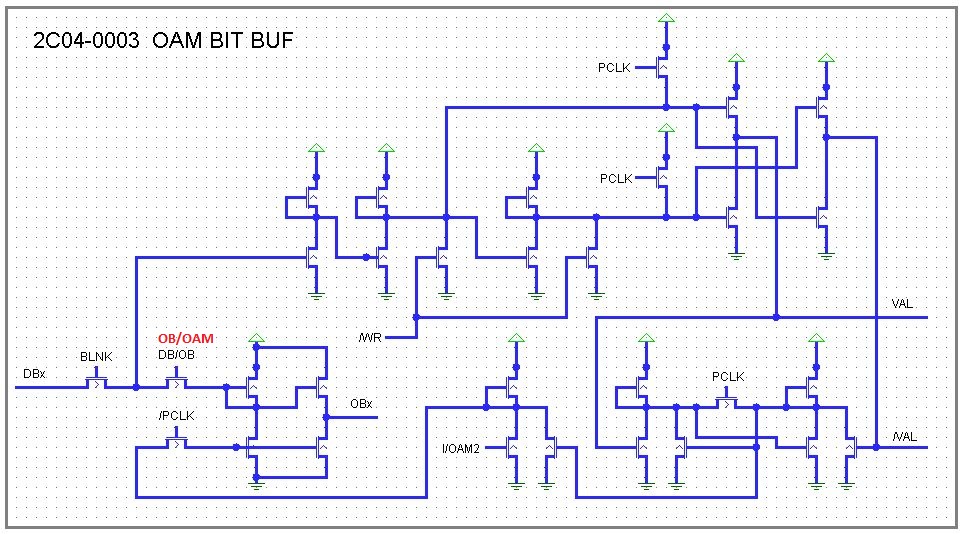 2C04-0003 OAM BIT BUF
PCLK
PCLK
/WR
VAL
OB/OAM
BLNK
DB/OB
DBx
PCLK
OBx
/PCLK
I/OAM2
/VAL